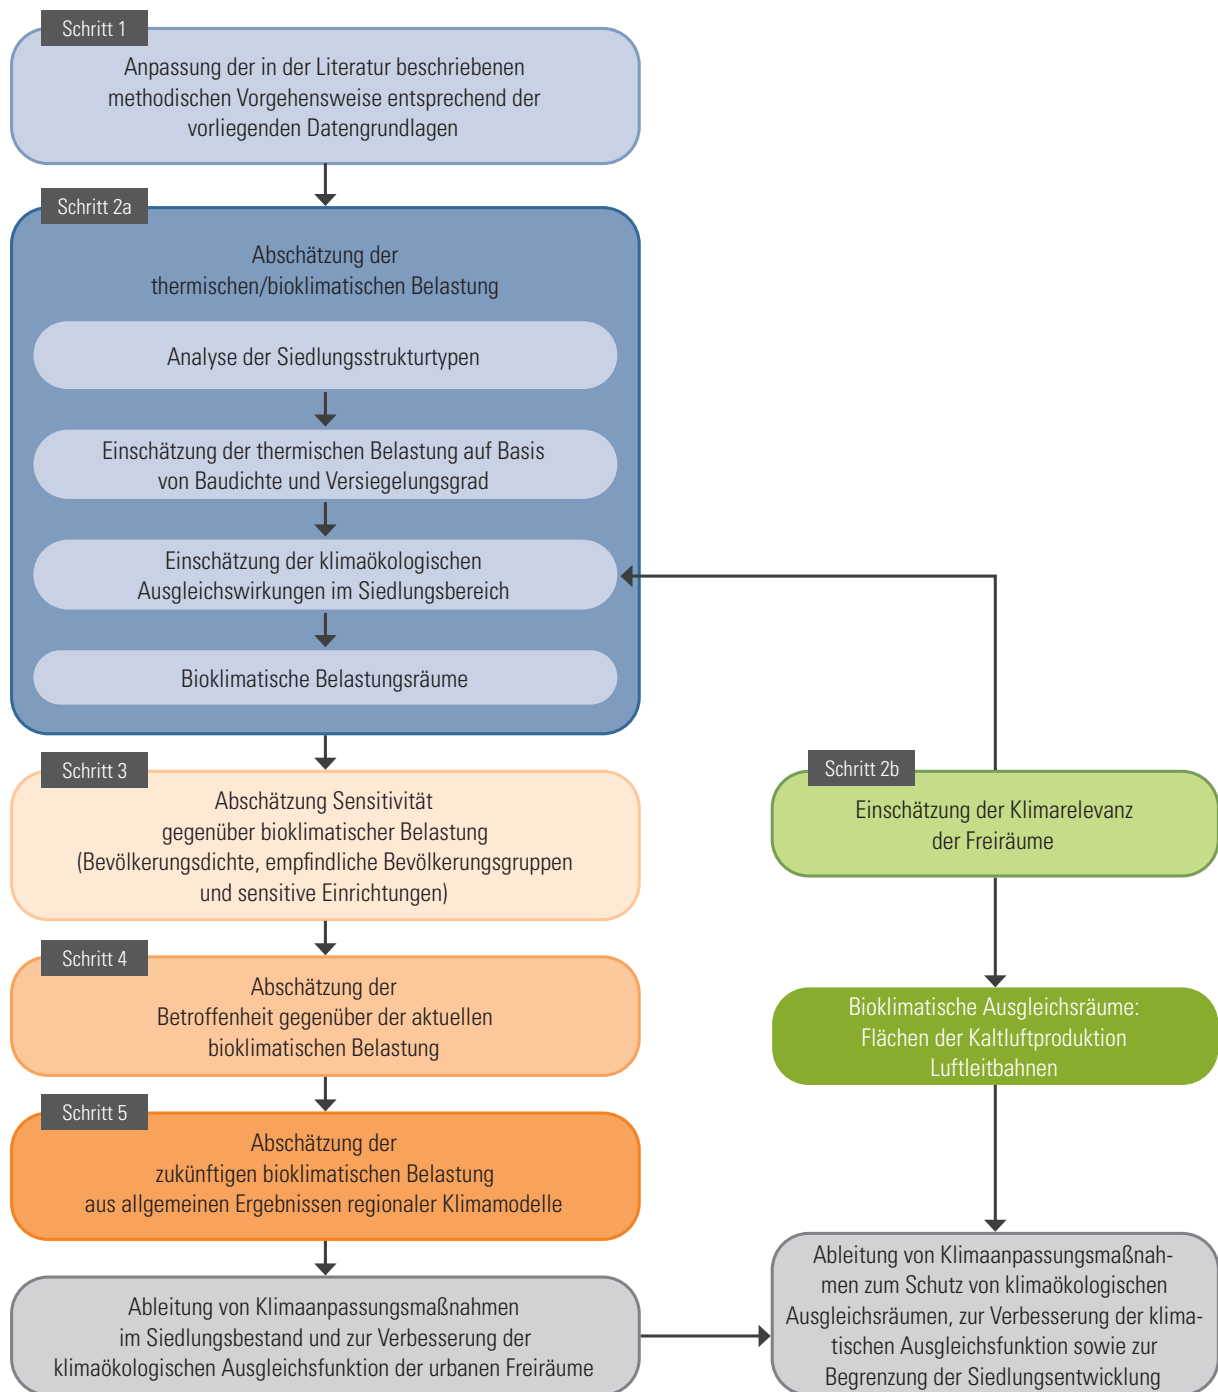 Schritt 1
Anpassung der in der Literatur beschriebenen
methodischen Vorgehensweise entsprechend der
vorliegenden Datengrundlagen
Schritt 2a
Abschätzung der
thermischen/bioklimatischen Belastung
Analyse der Siedlungsstrukturtypen
Einschätzung der thermischen Belastung auf Basis
von Baudichte und Versiegelungsgrad
Einschätzung der klimaökologischen
Ausgleichswirkungen im Siedlungsbereich
Bioklimatische Belastungsräume
Schritt 3
Abschätzung Sensitivität
gegenüber bioklimatischer Belastung
(Bevölkerungsdichte, empfindliche Bevölkerungsgruppen
und sensitive Einrichtungen)
Schritt 4
Abschätzung der
Betroffenheit gegenüber der aktuellen
bioklimatischen Belastung
Schritt 5
Abschätzung der
zukünftigen bioklimatischen Belastung
aus allgemeinen Ergebnissen regionaler Klimamodelle
Ableitung von Klimaanpassungsmaßnahmen
im Siedlungsbestand und zur Verbesserung der
klimaökologischen Ausgleichsfunktion der urbanen Freiräume
Schritt 2b
Einschätzung der Klimarelevanz
der Freiräume
Bioklimatische Ausgleichsräume:
Flächen der Kaltluftproduktion
Luftleitbahnen
Ableitung von Klimaanpassungsmaßnah-
men zum Schutz von klimaökologischen
Ausgleichsräumen, zur Verbesserung der klima-
tischen Ausgleichsfunktion sowie zur
Begrenzung der Siedlungsentwicklung